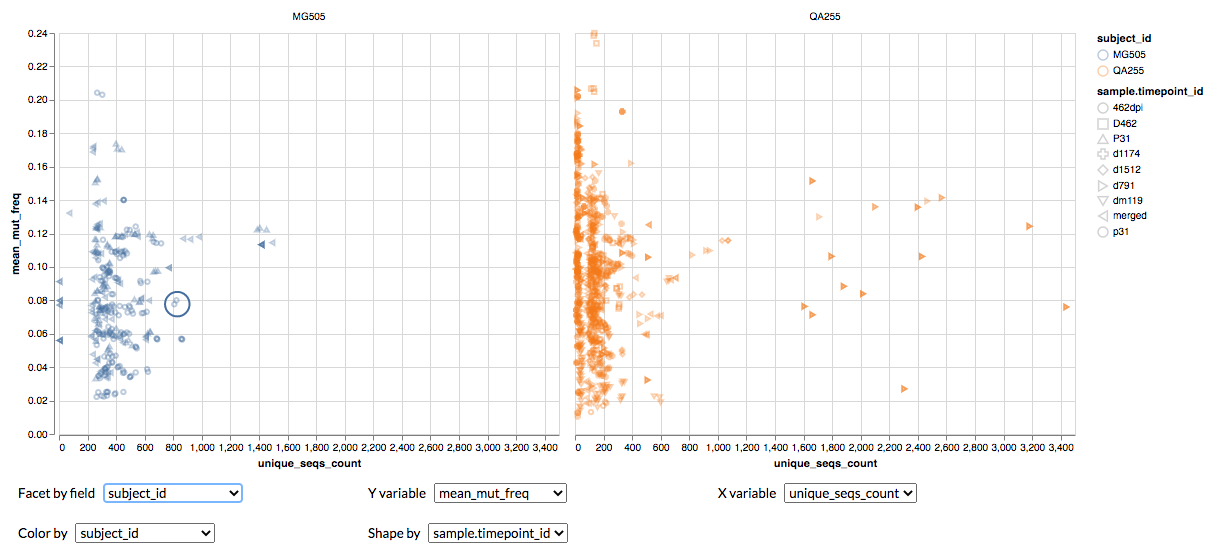 MG505
QA255
mean_mut_freq
0.24
0.22
0.20
0.18
0.16
0.14
0.12
0.10
0.08
0.06
0.04
0.02
0.00
0 200 400 600 800 1,000 1,200 1,400 1,600 1,800 2,000 2,200 2,400 2,600 2,800 3,000 3,200 3,400
unique_seqs_count
0 200 400 600 800 1,000 1,200 1,400 1,600 1,800 2,000 2,200 2,400 2,600 2,800 3,000 3,200 3,400
unique_seqs_count
subject_id
MG505
QA255
sample.timepoint_id
462dpi
D462
P31
d1174
d1512
d791
dm119
merged
p31
Facet by field subject_id
Y variable mean_mut_freq
X variable unique_seqs_count
Color by subject_id
Shape by sample.timepoint_id